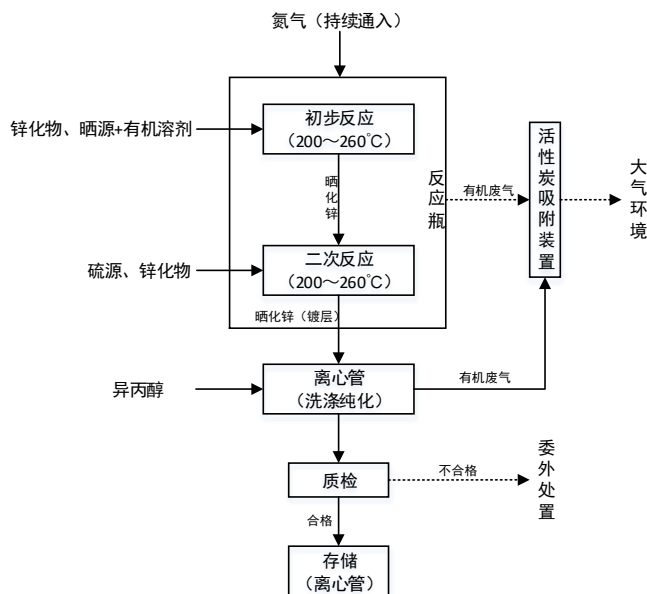 氮气（持续通入）
锌化物、晒源+有机溶剂
初步反应
（200～260℃）
晒化锌
反应瓶
有机废气
活性炭吸附装置
大气环境
硫源、锌化物
二次反应
（200～260℃）
晒化锌（镀层）
异丙醇
离心管
（洗涤纯化）
有机废气
质检
不合格
委外处置
合格
存储
（离心管）